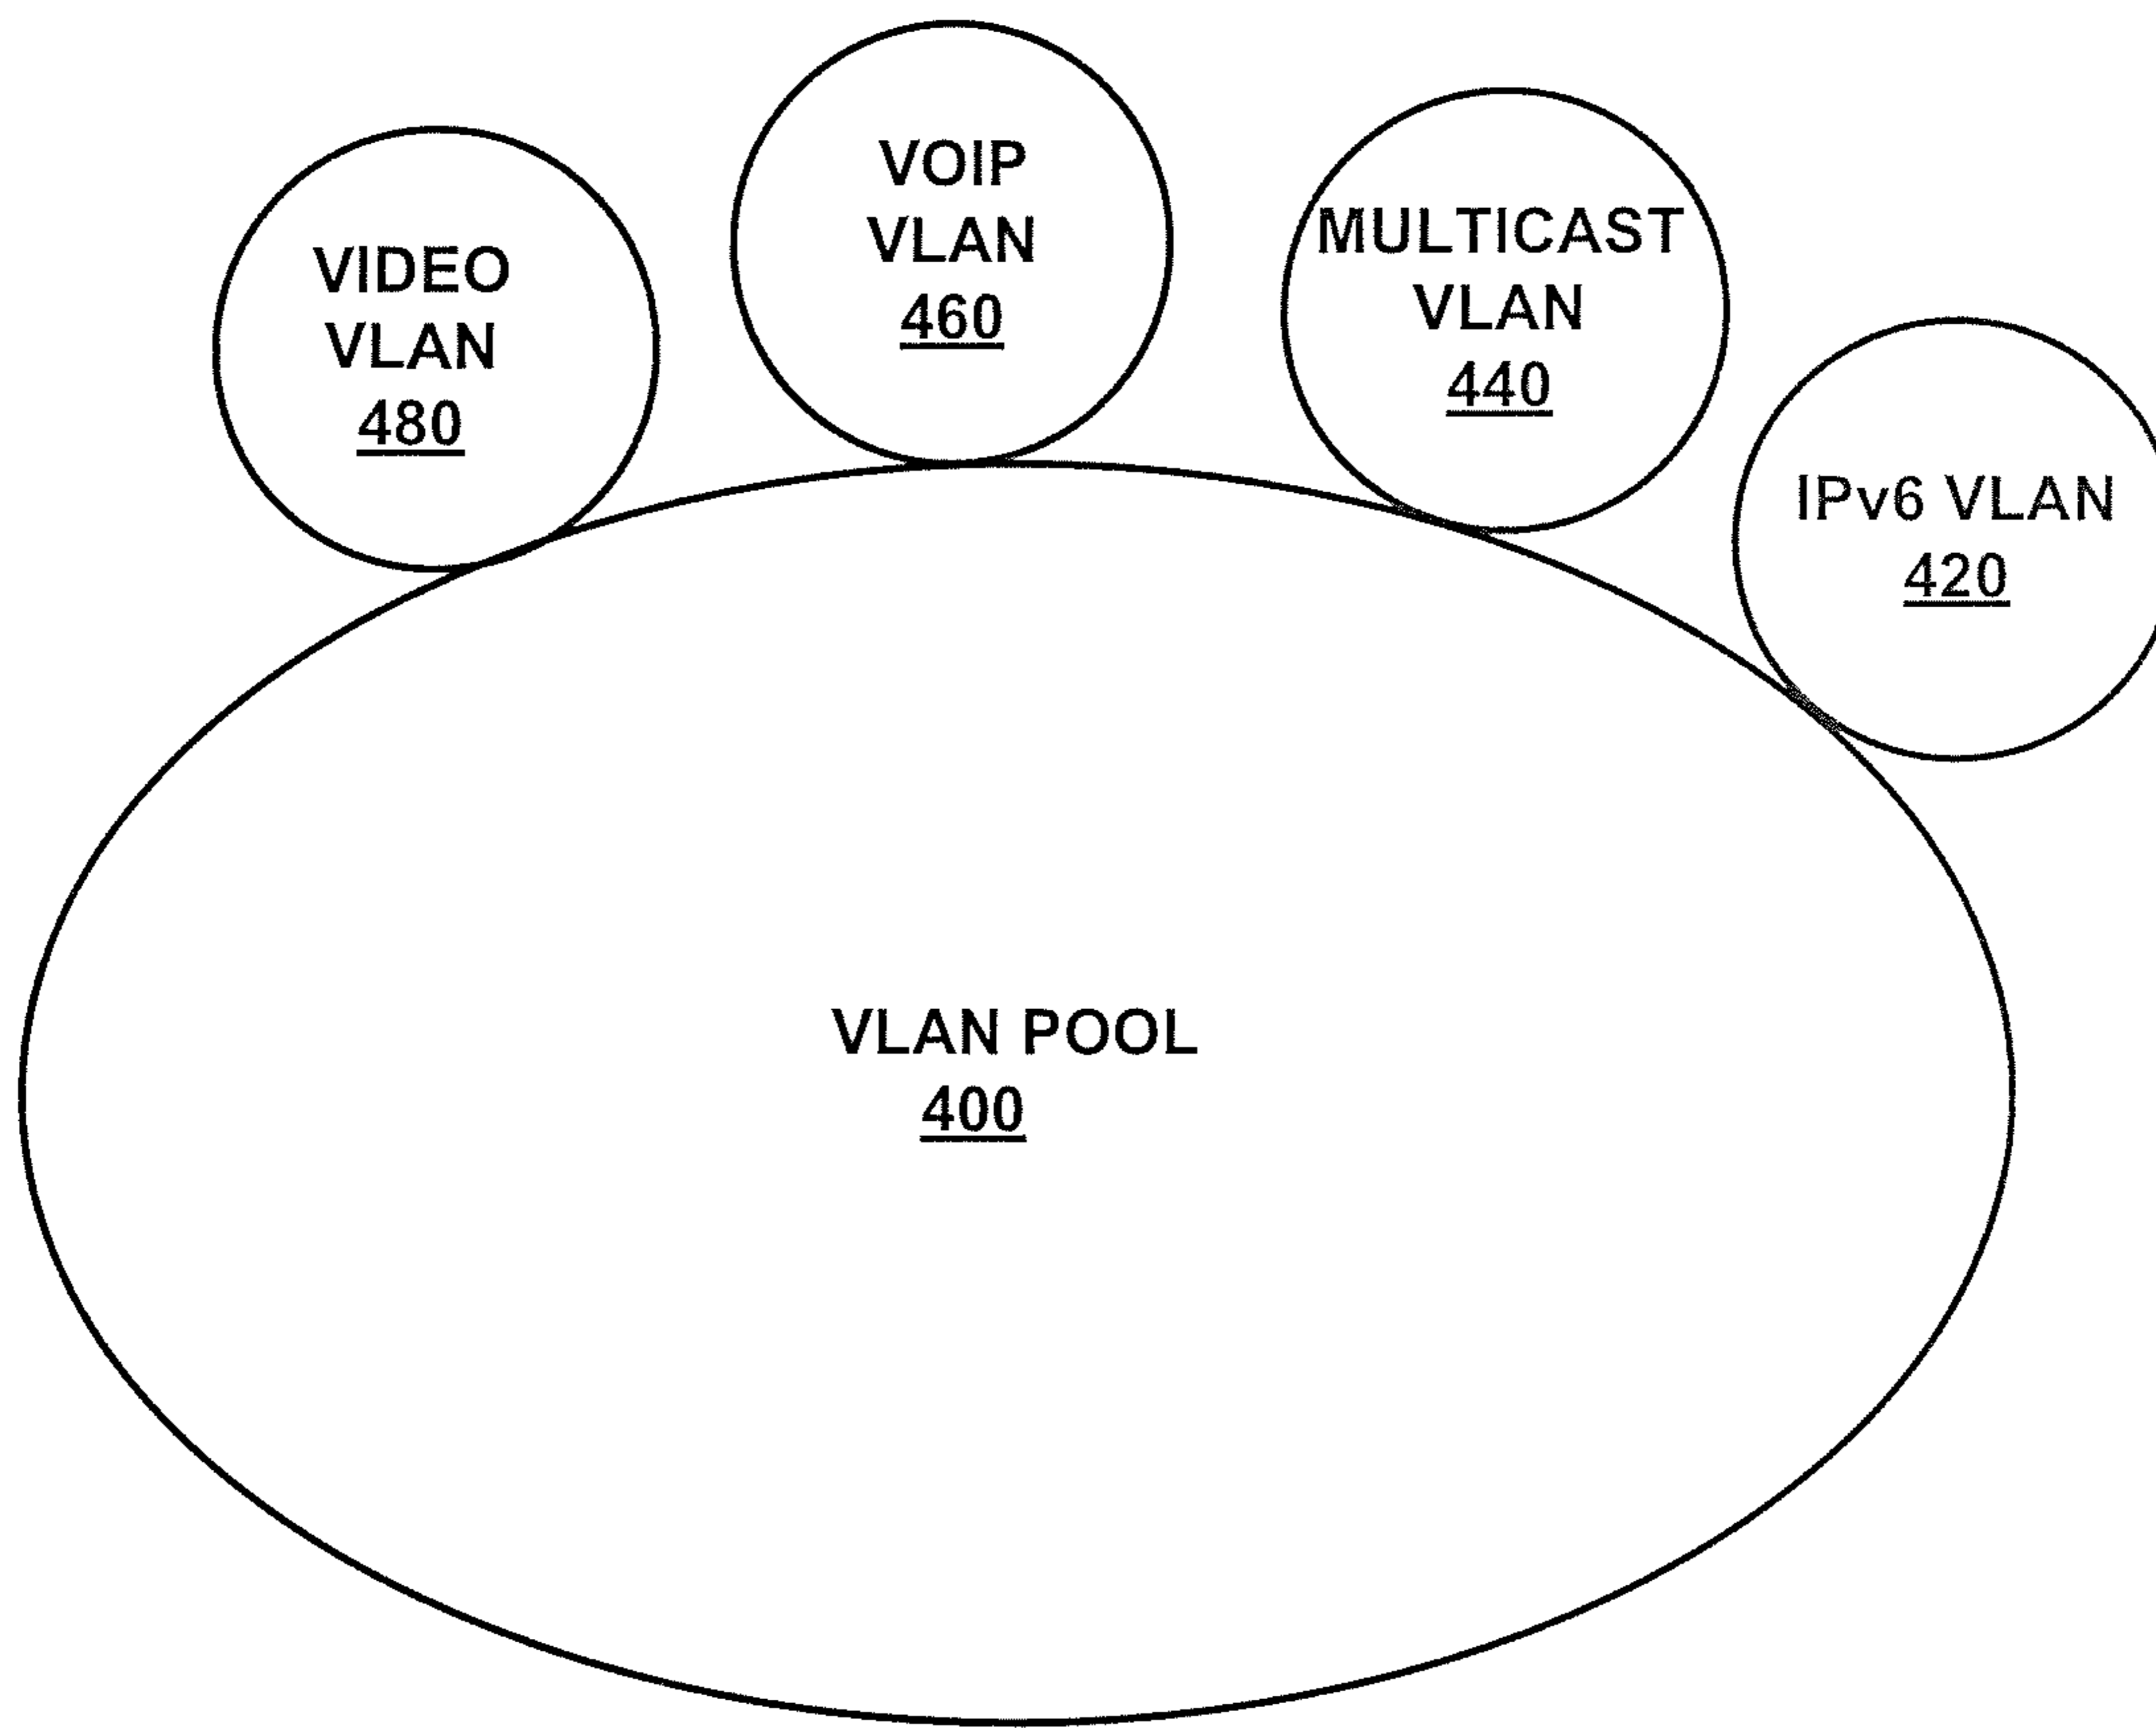 VIDEO
VLAN
480
VOIP
VLAN
460
MULTICAST
VLAN
440
IPv6 VLAN
420
VLAN POOL
400